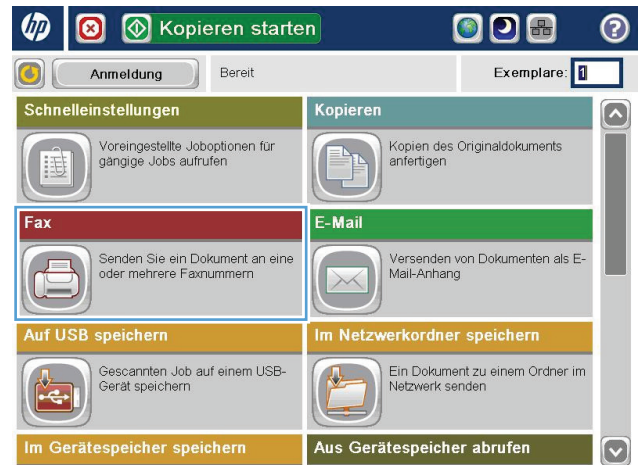 hp
Kopieren starten
?
Anmeldung
Bereit
Exemplare: 1
Schnelleinstellungen
Voreingestellte Joboptionen für
gängige Jobs aufrufen
Kopieren
Kopien des Originaldokuments
anfertigen
Fax
Senden Sie ein Dokument an eine
oder mehrere Faxnummern
E-Mail
Versenden von Dokumenten als E-
Mail-Anhang
Auf USB speichern
Gescannten Job auf einem USB-
Gerät speichern
Im Netzwerkordner speichern
Ein Dokument zu einem Ordner im
Netzwerk senden
Im Gerätespeicher speichern
Aus Gerätespeicher abrufen